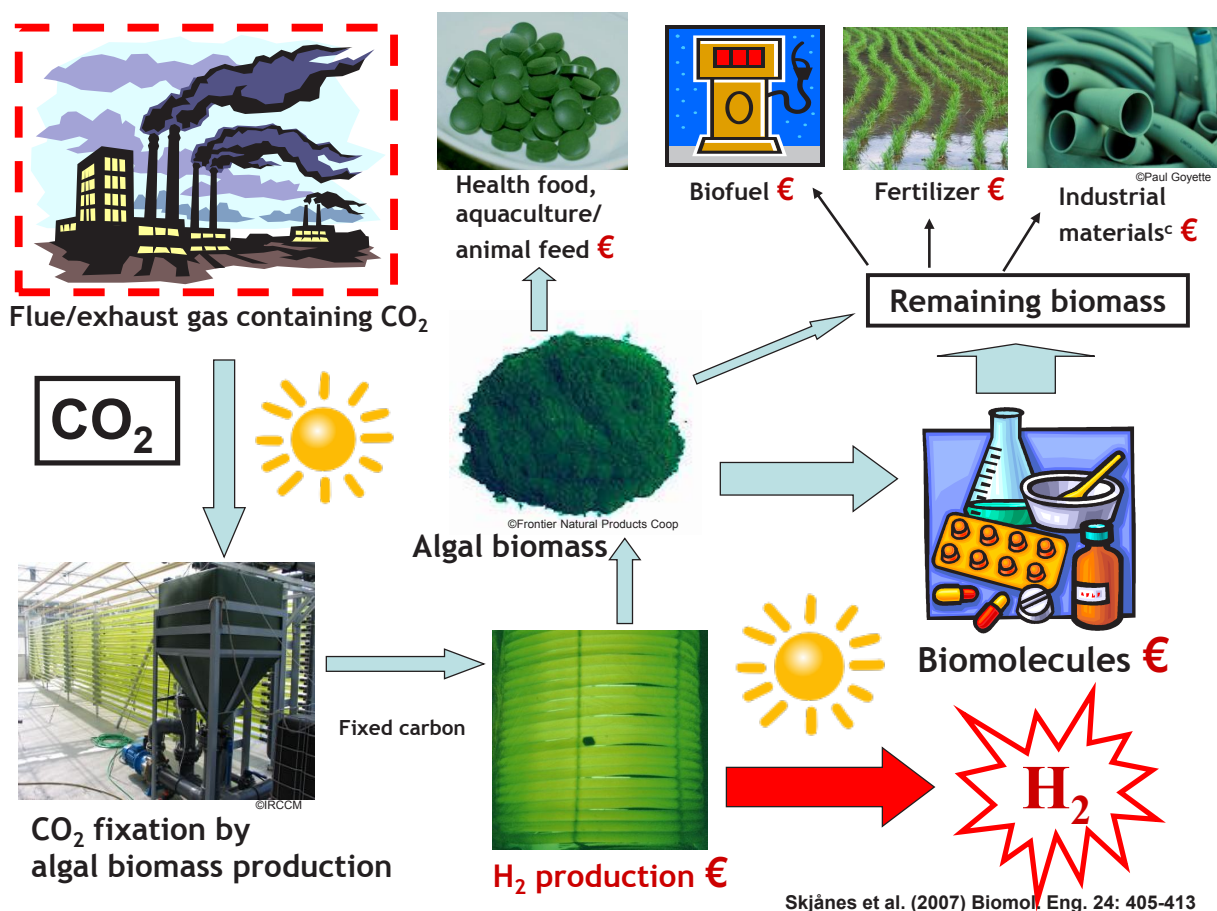 Health food,
aquaculture/
animal feed €
Biofuel €
Fertilizer €
©Paul Goyette
Industrial
materialsᶜ €
Flue/exhaust gas containing CO₂
Remaining biomass
CO₂
©Frontier Natural Products Coop
Algal biomass
Biomolecules €
Fixed carbon
©IRCCM
CO₂ fixation by
algal biomass production
H₂ production €
H₂
Skjånes et al. (2007) Biomol. Eng. 24: 405-413